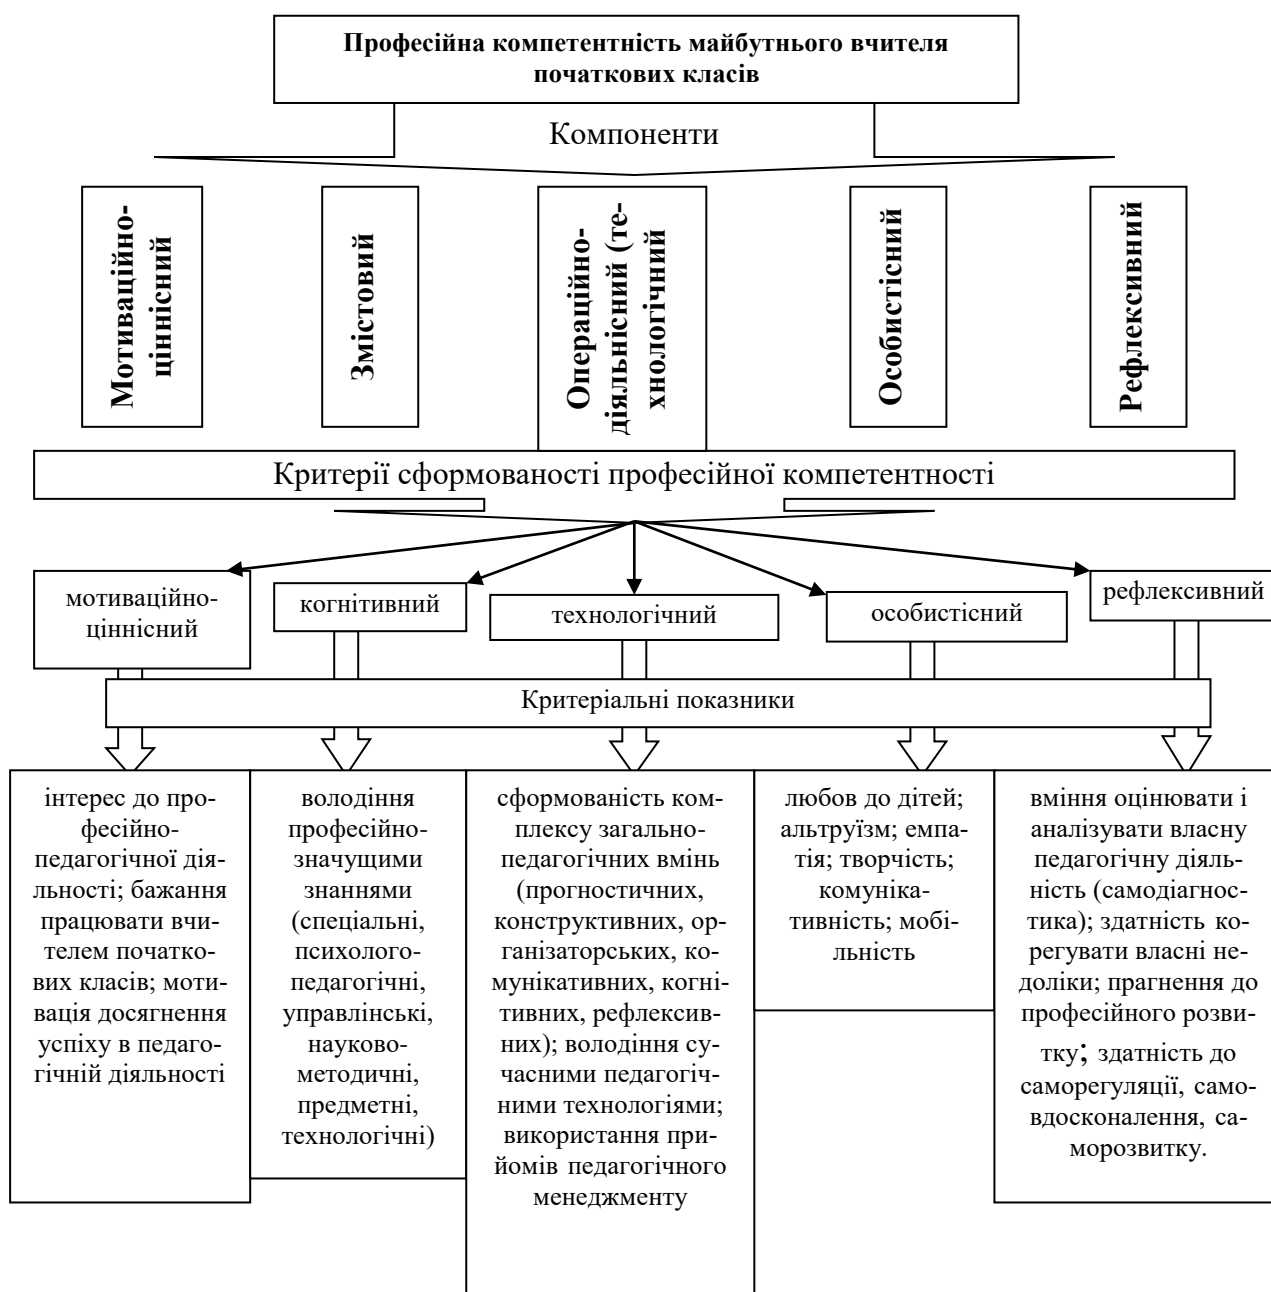 Професійна компетентність майбутнього вчителя
початкових класів
Компоненти
Мотиваційно-
ціннісний
Змістовий
Операційно-
діяльнісний (те-
хнологічний
Особистісний
Рефлексивний
Критерії сформованості професійної компетентності
мотиваційно-
ціннісний
когнітивний
технологічний
особистісний
рефлексивний
Критеріальні показники
інтерес до про-
фесійно-
педагогічної дія-
льності; бажання
працювати вчи-
телем початко-
вих класів; моти-
вація досягнення
успіху в педаго-
гічній діяльності
володіння
професійно-
значущими
знаннями
(спеціальні,
психолого-
педагогічні,
управлінські,
науково-
методичні,
предметні,
технологічні)
сформованість ком-
плексу загально-
педагогічних вмінь
(прогностичних,
конструктивних, ор-
ганізаторських, ко-
мунікативних, когні-
тивних, рефлексив-
них); володіння су-
часними педагогіч-
ними технологіями;
використання при-
йомів педагогічного
менеджменту
любов до дітей;
альтруїзм; емпа-
тія; творчість;
комуніка-
тивність; мобі-
льність
вміння оцінювати і
аналізувати власну
педагогічну діяль-
ність (самодіагнос-
тика); здатність ко-
регувати власні не-
доліки; прагнення до
професійного розви-
тку; здатність до
саморегуляції, само-
вдосконалення, са-
морозвитку.